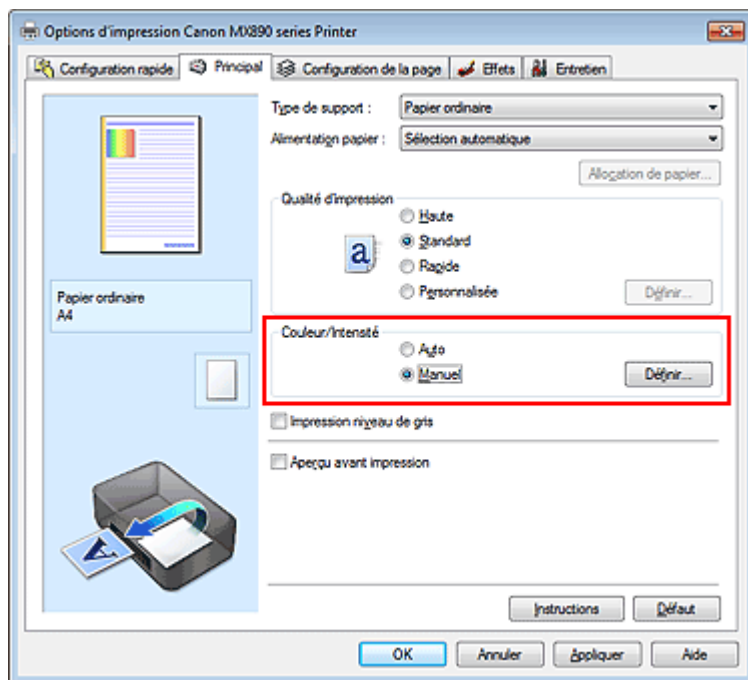 Options d'impression Canon MX890 series Printer
Configuration rapide Principal Configuration de la page Effets Entretien
Type de support : Papier ordinaire
Alimentation papier : Sélection automatique
Allocation de papier...
Qualité d'impression
Haute
a Standard
Rapide
Personnalisée Définir...
Papier ordinaire
A4
Couleur/Intensité
Auto
Manuel Définir...
Impression niveau de gris
Aperçu avant impression
A
Instructions Défaut
OK Annuler Appliquer Aide